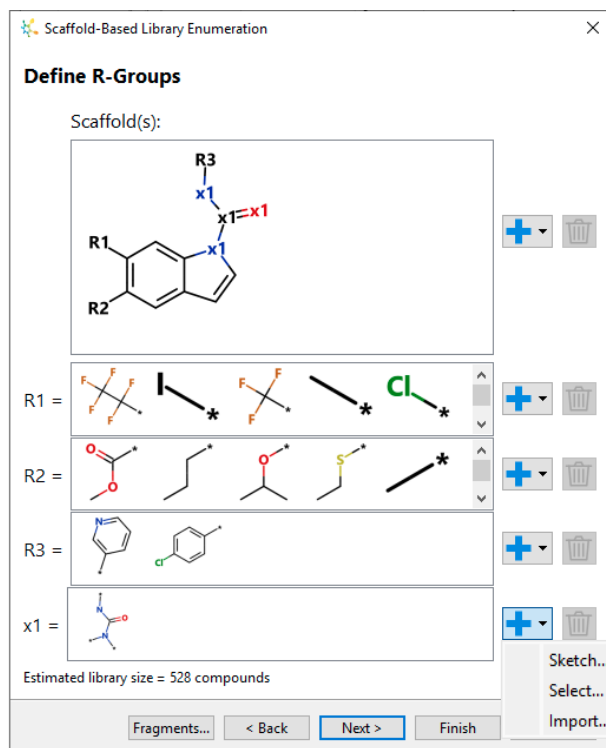 Scaffold-Based Library Enumeration
Define R-Groups
Scaffold(s):
R3
x1
x1=x1
R1
x1
R2
R1 =
F F F F F *
I *
F F F *
*
Cl *
R2 =
O O *
*
O *
S *
*
R3 =
N *
Cl *
x1 =
* N O N * *
Estimated library size = 528 compounds
Sketch...
Select...
Import...
Fragments...
< Back
Next >
Finish